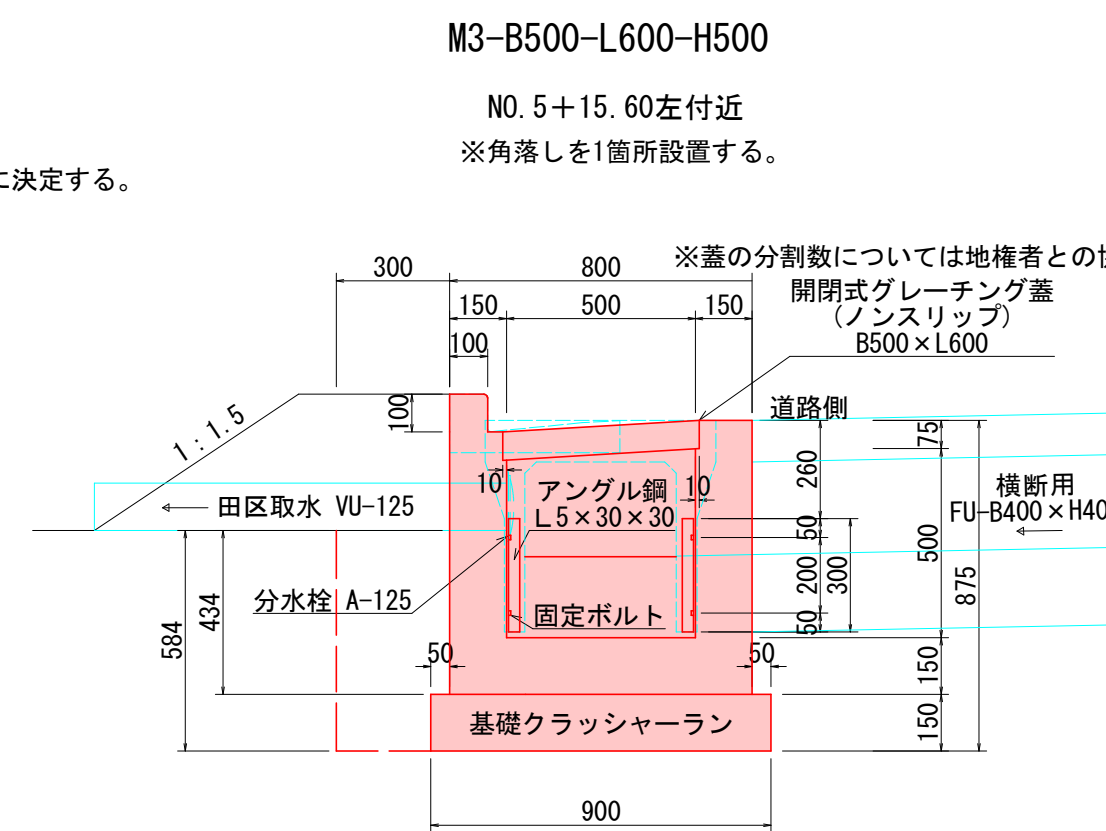 M3-B500-L600-H500
NO.5+15.60左付近
※角落しを1箇所設置する。
に決定する。
※蓋の分割数については地権者との
300
800
開閉式グレーチング蓋
(ノンスリップ)
B500×L600
150
500
150
100
100
道路側
1:1.5
75
260
10
10
アングル鋼
L5×30×30
横断用
FU-B400×H40
田区取水 VU-125
50
500
200
300
875
分水栓 A-125
固定ボルト
434
584
50
50
50
150
基礎クラッシャーラン
150
900